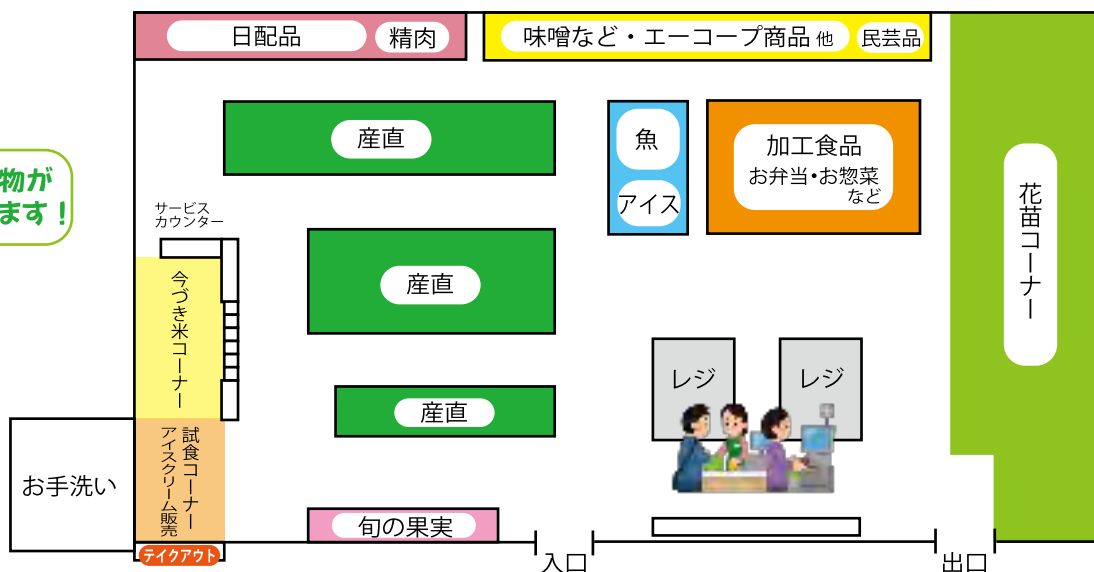 日配品
精肉
味噌など・エーコープ商品 他
民芸品
産直
魚
アイス
加工食品
お弁当・お惣菜
など
花苗コーナー
物が
ます！
サービス
カウンター
産直
今づき米コーナー
レジ
レジ
産直
試食コーナー
アイスクリーム販売
お手洗い
旬の果実
テイクアウト
入口
出口